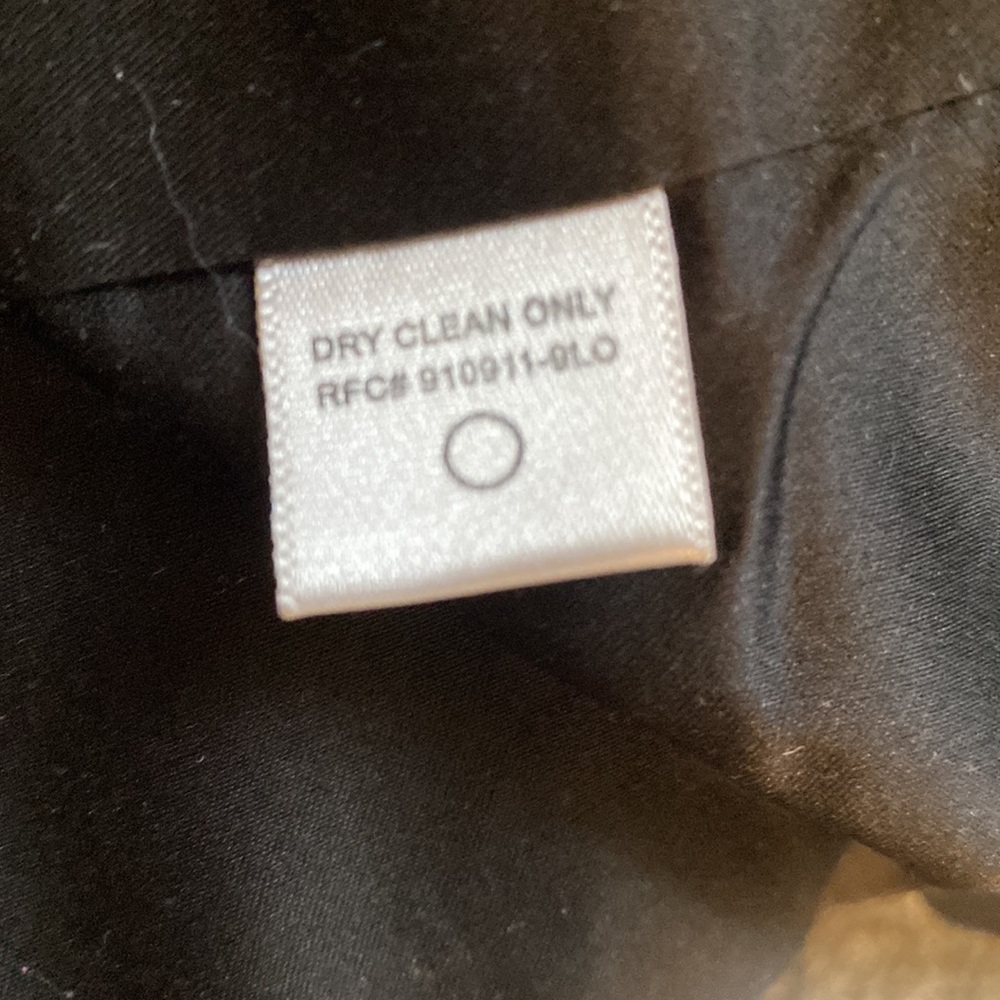 DRY CLEAN ONLY
RFC# 910911-9LO